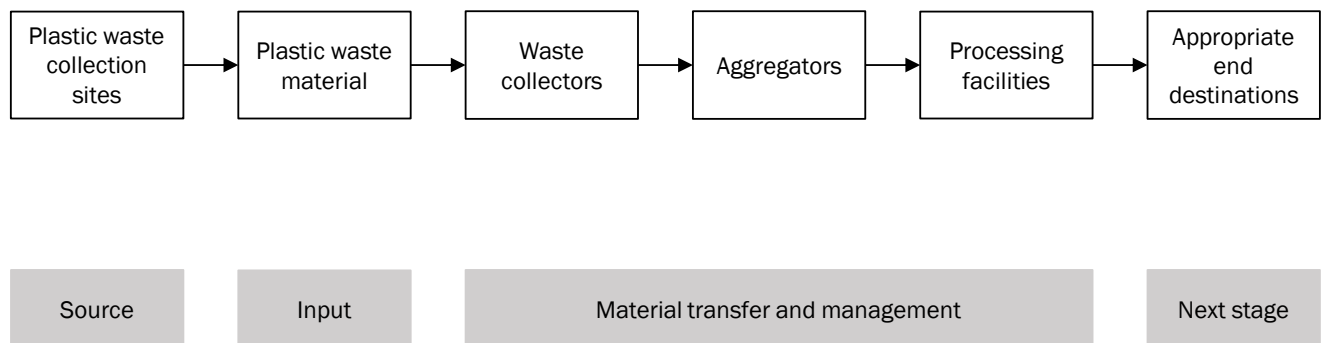 Plastic waste
collection
sites
Plastic waste
material
Waste
collectors
Aggregators
Processing
facilities
Appropriate
end
destinations
Source
Input
Material transfer and management
Next stage